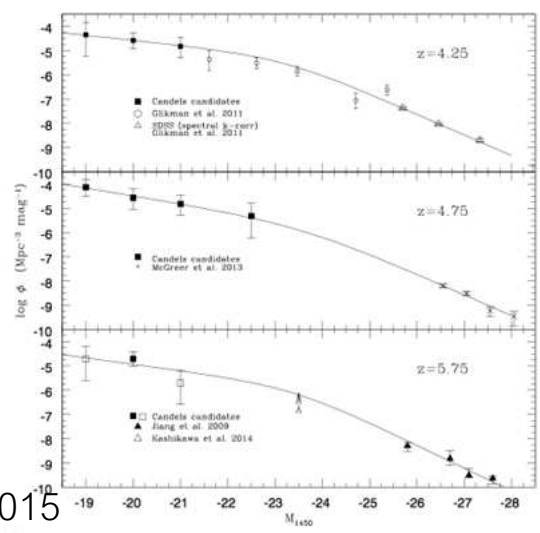 -4
-5
-6
-7
-8
-9
-10
z=4.25
Candels candidates
Glikman et al. 2011
SDSS (spectral k-corr)
Glikman et al. 2011
-4
-5
-6
-7
-8
-9
-10
z=4.75
Candels candidates
McGreer et al. 2013
log φ (Mpc⁻³ mag⁻¹)
-4
-5
-6
-7
-8
-9
-10
z=5.75
Candels candidates
Jiang et al. 2009
Kashikawa et al. 2014
-19 -20 -21 -22 -23 -24 -25 -26 -27 -28
M₁₄₅₀
015